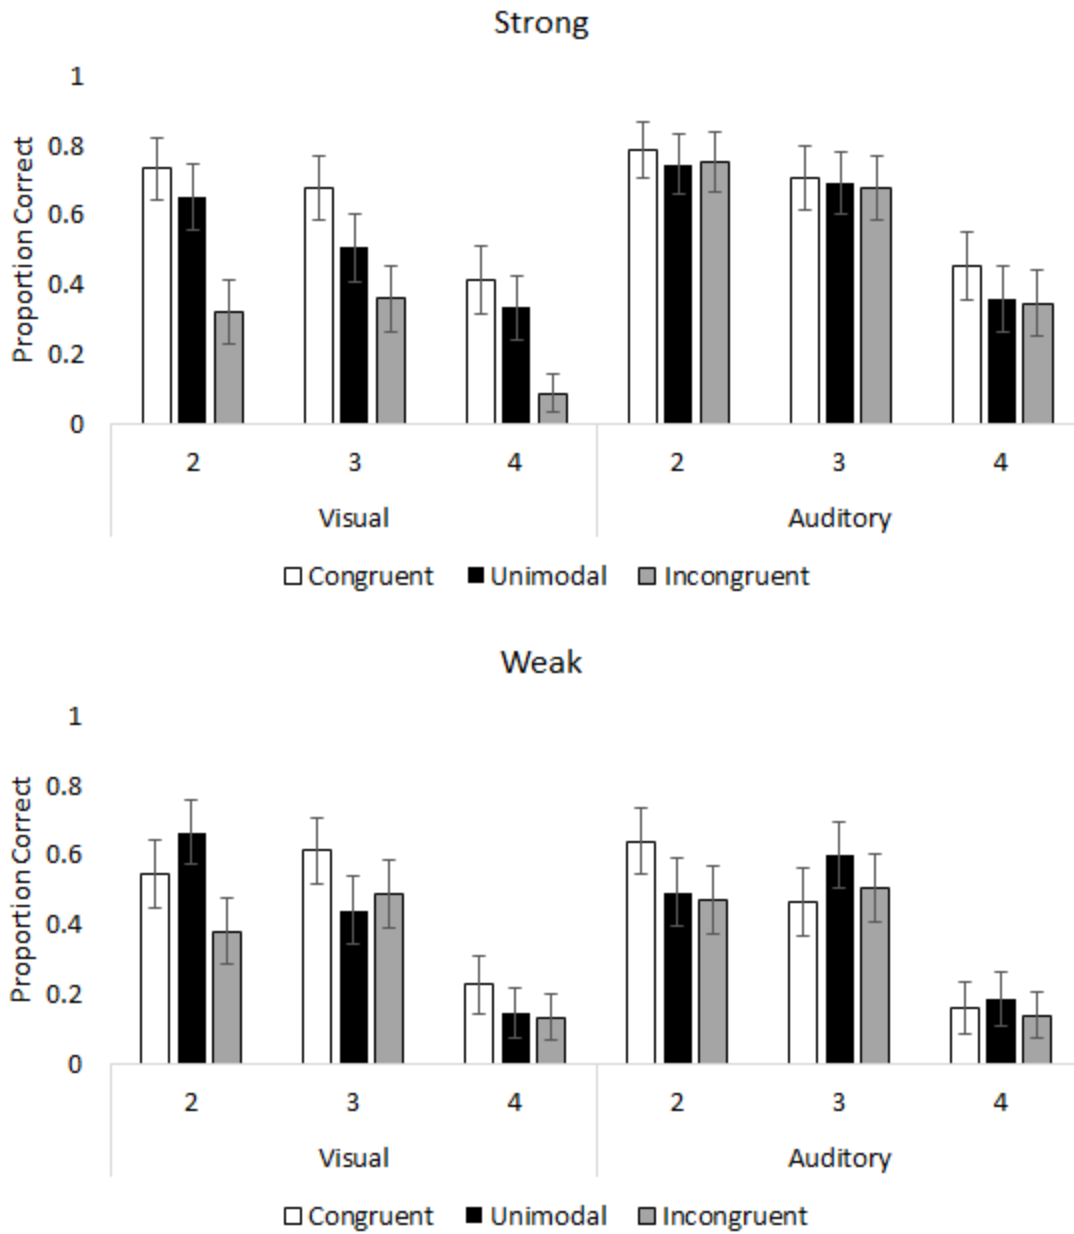 Strong
Proportion Correct
1
0.8
0.6
0.4
0.2
0
2 3 4 2 3 4
Visual Auditory
Congruent Unimodal Incongruent
Weak
Proportion Correct
1
0.8
0.6
0.4
0.2
0
2 3 4 2 3 4
Visual Auditory
Congruent Unimodal Incongruent